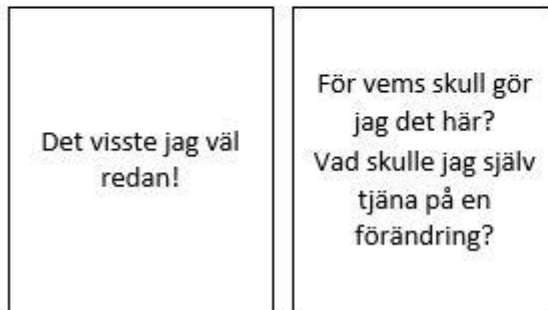 Det visste jag väl
redan!
För vems skull gör
jag det här?
Vad skulle jag själv
tjäna på en
förändring?